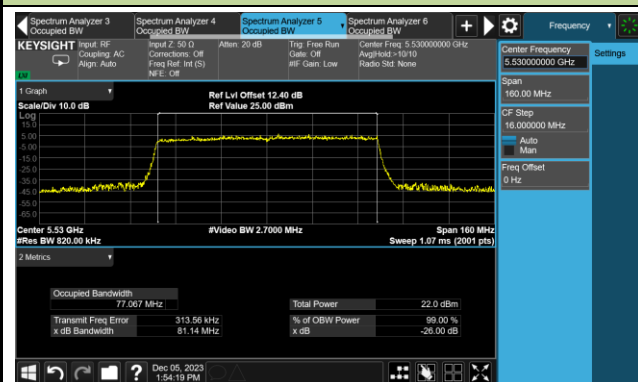 Spectrum Analyzer 3
Occupied BW
Spectrum Analyzer 4
Occupied BW
Spectrum Analyzer 5
Occupied BW
Spectrum Analyzer 6
Occupied BW
+
Frequency
KEYSIGHT
Input: RF
Coupling: AC
Align: Auto
Input Z: 50 Ω
Corrections: Off
Freq Ref: Int (S)
NFE: Off
Atten: 20 dB
Trig: Free Run
Gate: Off
#IF Gain: Low
Center Freq: 5.530000000 GHz
Avg|Hold:>10/10
Radio Std: None
Center Frequency
5.530000000 GHz
Settings
Span
160.00 MHz
CF Step
16.000000 MHz
Auto
Man
Freq Offset
0 Hz
1 Graph
Scale/Div 10.0 dB
Ref Lvl Offset 12.40 dB
Ref Value 25.00 dBm
Log
15.0
5.00
-5.00
-15.0
-25.0
-35.0
-45.0
-55.0
-65.0
Center 5.53 GHz
#Res BW 820.00 kHz
#Video BW 2.7000 MHz
Span 160 MHz
Sweep 1.07 ms (2001 pts)
2 Metrics
Occupied Bandwidth
77.067 MHz
Total Power 22.0 dBm
Transmit Freq Error 313.56 kHz
% of OBW Power 99.00 %
x dB Bandwidth 81.14 MHz
x dB -26.00 dB
?
Dec 05, 2023
1:54:19 PM